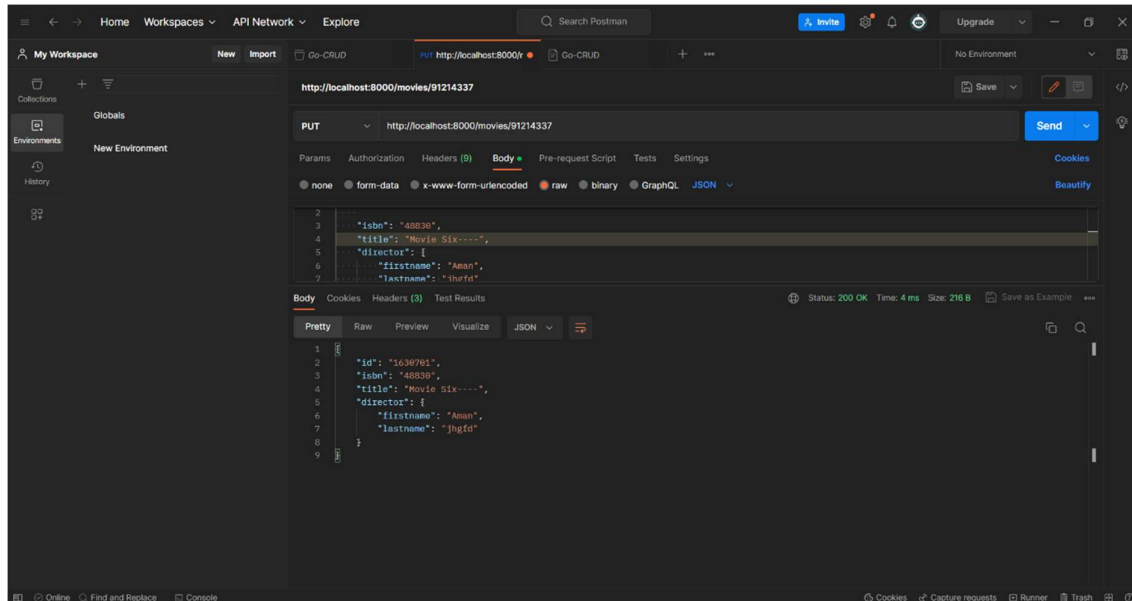 Home Workspaces API Network Explore Search Postman Invite Upgrade
My Workspace New Import Go-CRUD PUT http://localhost:8000/r Go-CRUD No Environment
Collections
Environments
History
Globals
New Environment
http://localhost:8000/movies/91214337 Save
PUT http://localhost:8000/movies/91214337 Send
Params Authorization Headers (9) Body Pre-request Script Tests Settings Cookies
none form-data x-www-form-urlencoded raw binary GraphQL JSON Beautify
2
3 "isbn": "48830",
4 "title": "Movie Six----",
5 "director": {
6 "firstname": "Aman",
7 "lastname": "jhgfd"
Body Cookies Headers (3) Test Results Status: 200 OK Time: 4 ms Size: 216 B Save as Example
Pretty Raw Preview Visualize JSON
1 {
2 "id": "1630701",
3 "isbn": "48830",
4 "title": "Movie Six----",
5 "director": {
6 "firstname": "Aman",
7 "lastname": "jhgfd"
8 }
9 }
Online Find and Replace Console Cookies Capture requests Runner Trash